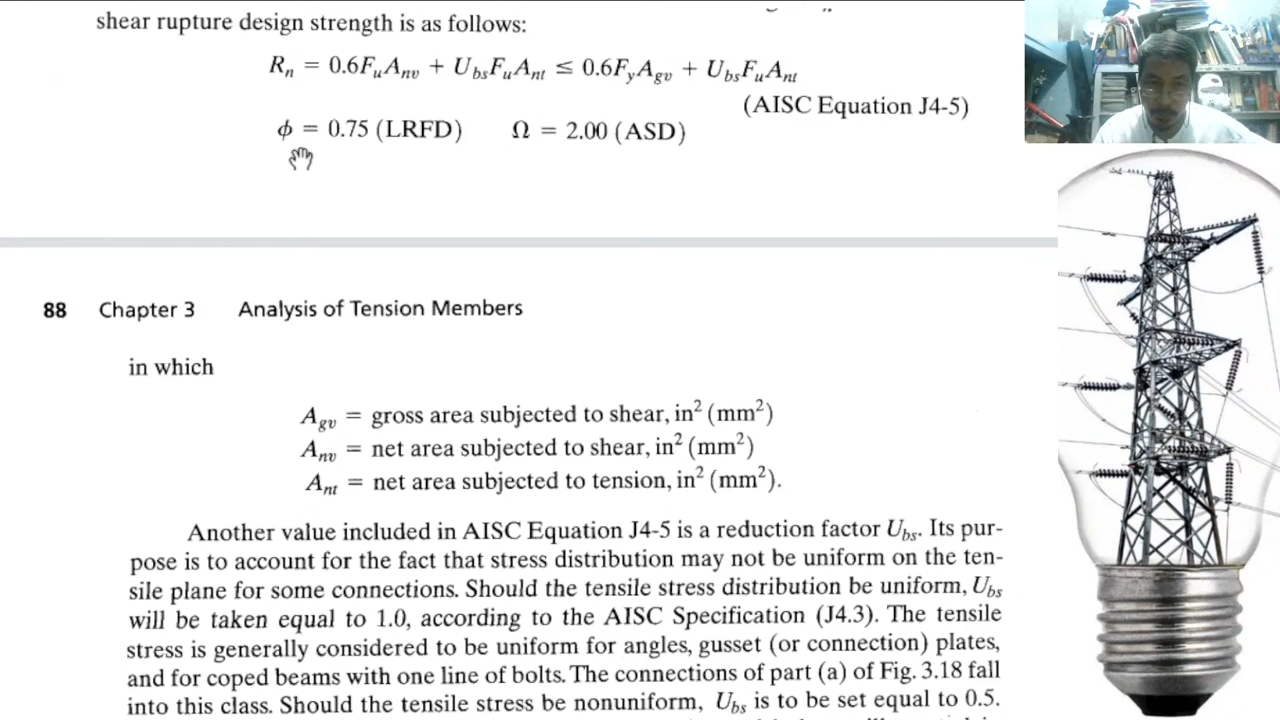 shear rupture design strength is as follows:
Rₙ = 0.6FᵤAₙᵥ + U_bs FᵤAₙₜ ≤ 0.6F_yA_gv + U_bs FᵤAₙₜ
(AISC Equation J4-5)
ϕ = 0.75 (LRFD) Ω = 2.00 (ASD)
88 Chapter 3 Analysis of Tension Members
in which
A_gv = gross area subjected to shear, in² (mm²)
Aₙᵥ = net area subjected to shear, in² (mm²)
Aₙₜ = net area subjected to tension, in² (mm²).
Another value included in AISC Equation J4-5 is a reduction factor U_bs. Its pur-
pose is to account for the fact that stress distribution may not be uniform on the ten-
sile plane for some connections. Should the tensile stress distribution be uniform, U_bs
will be taken equal to 1.0, according to the AISC Specification (J4.3). The tensile
stress is generally considered to be uniform for angles, gusset (or connection) plates,
and for coped beams with one line of bolts. The connections of part (a) of Fig. 3.18 fall
into this class. Should the tensile stress be nonuniform, U_bs is to be set equal to 0.5.